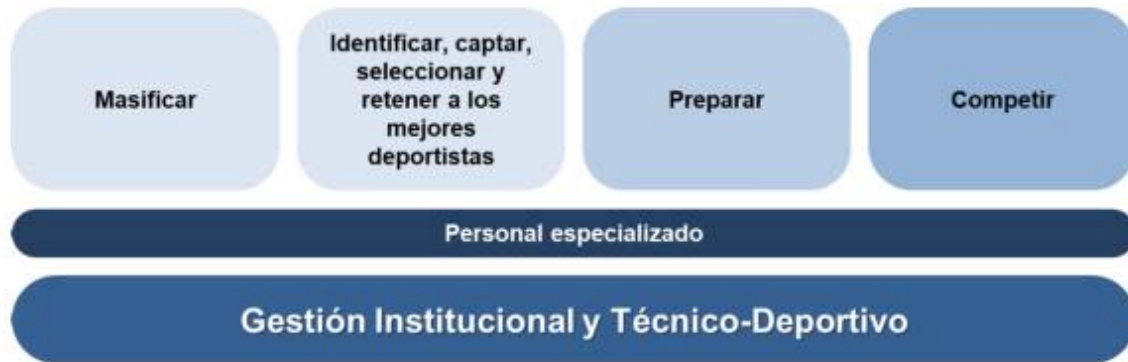 Masificar
Identificar, captar,
seleccionar y
retener a los
mejores
deportistas
Preparar
Competir
Personal especializado
Gestión Institucional y Técnico-Deportivo